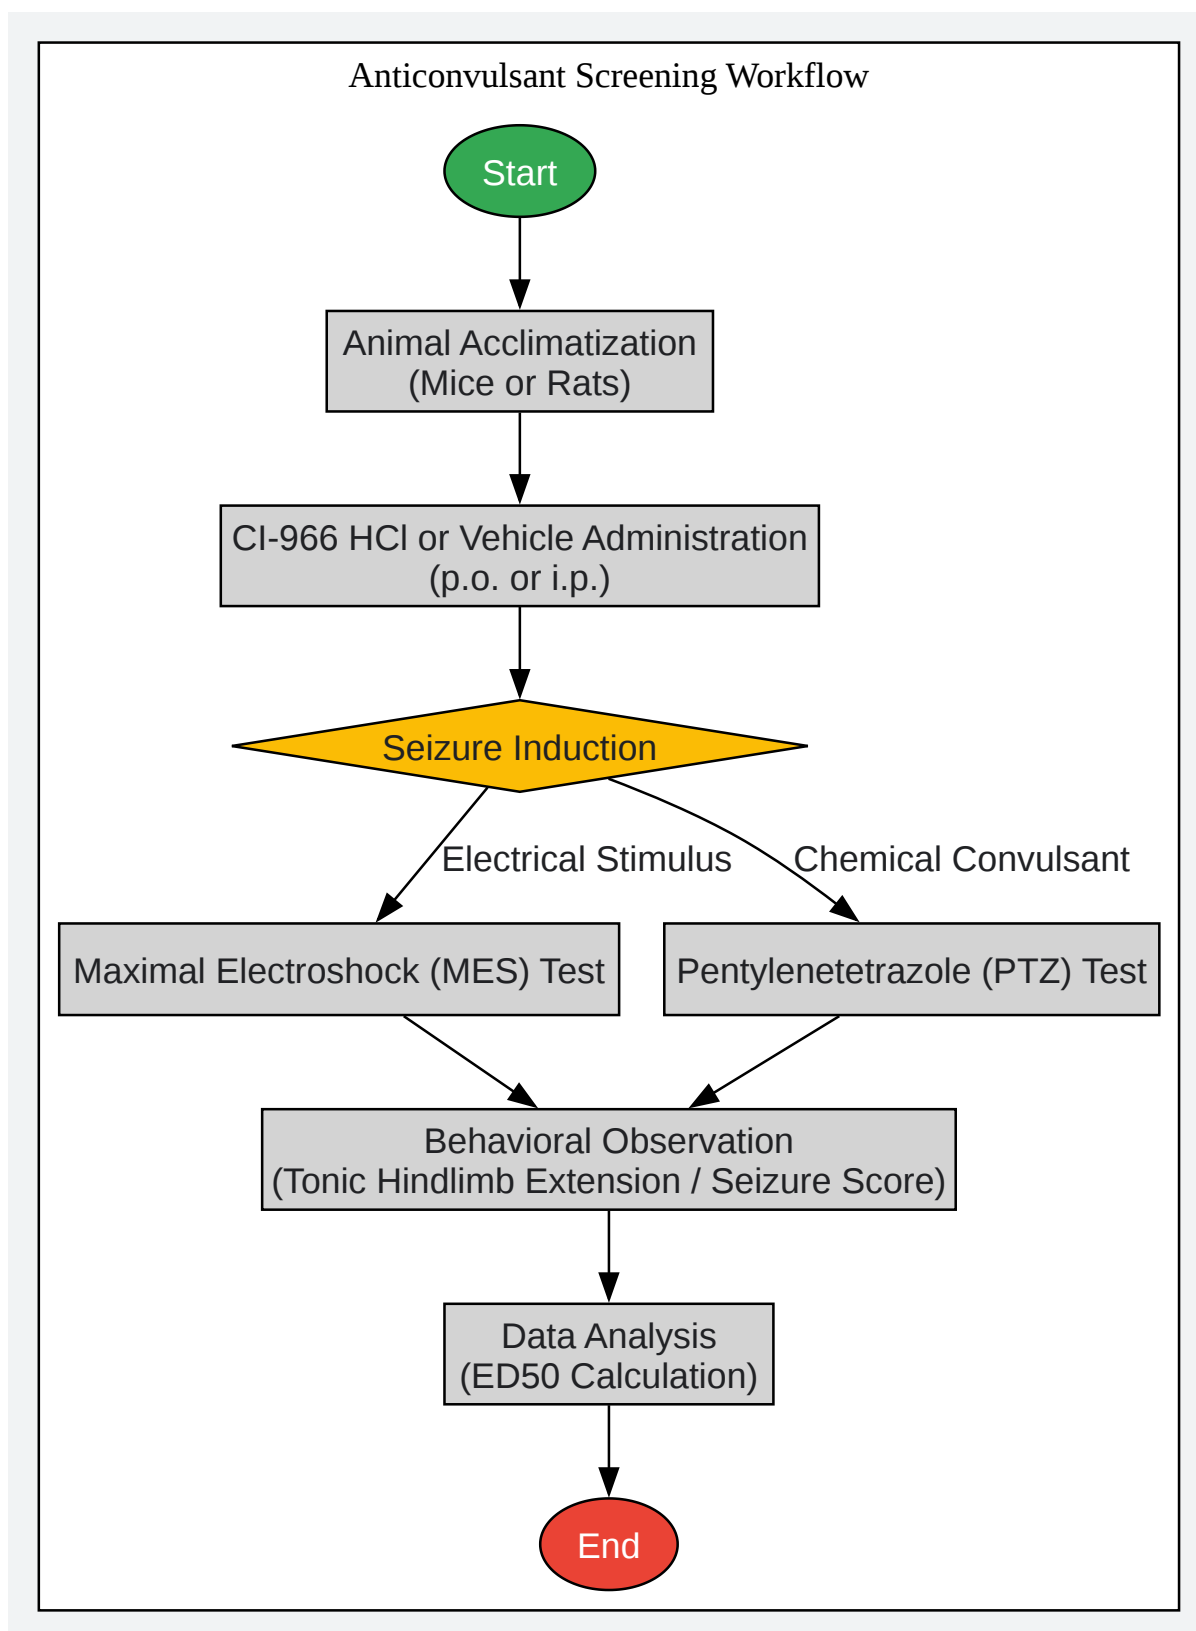 Anticonvulsant Screening Workflow
Start
Animal Acclimatization
(Mice or Rats)
CI-966 HCl or Vehicle Administration
(p.o. or i.p.)
Seizure Induction
Electrical Stimulus
Chemical Convulsant
Maximal Electroshock (MES) Test
Pentylenetetrazole (PTZ) Test
Behavioral Observation
(Tonic Hindlimb Extension / Seizure Score)
Data Analysis
(ED50 Calculation)
End